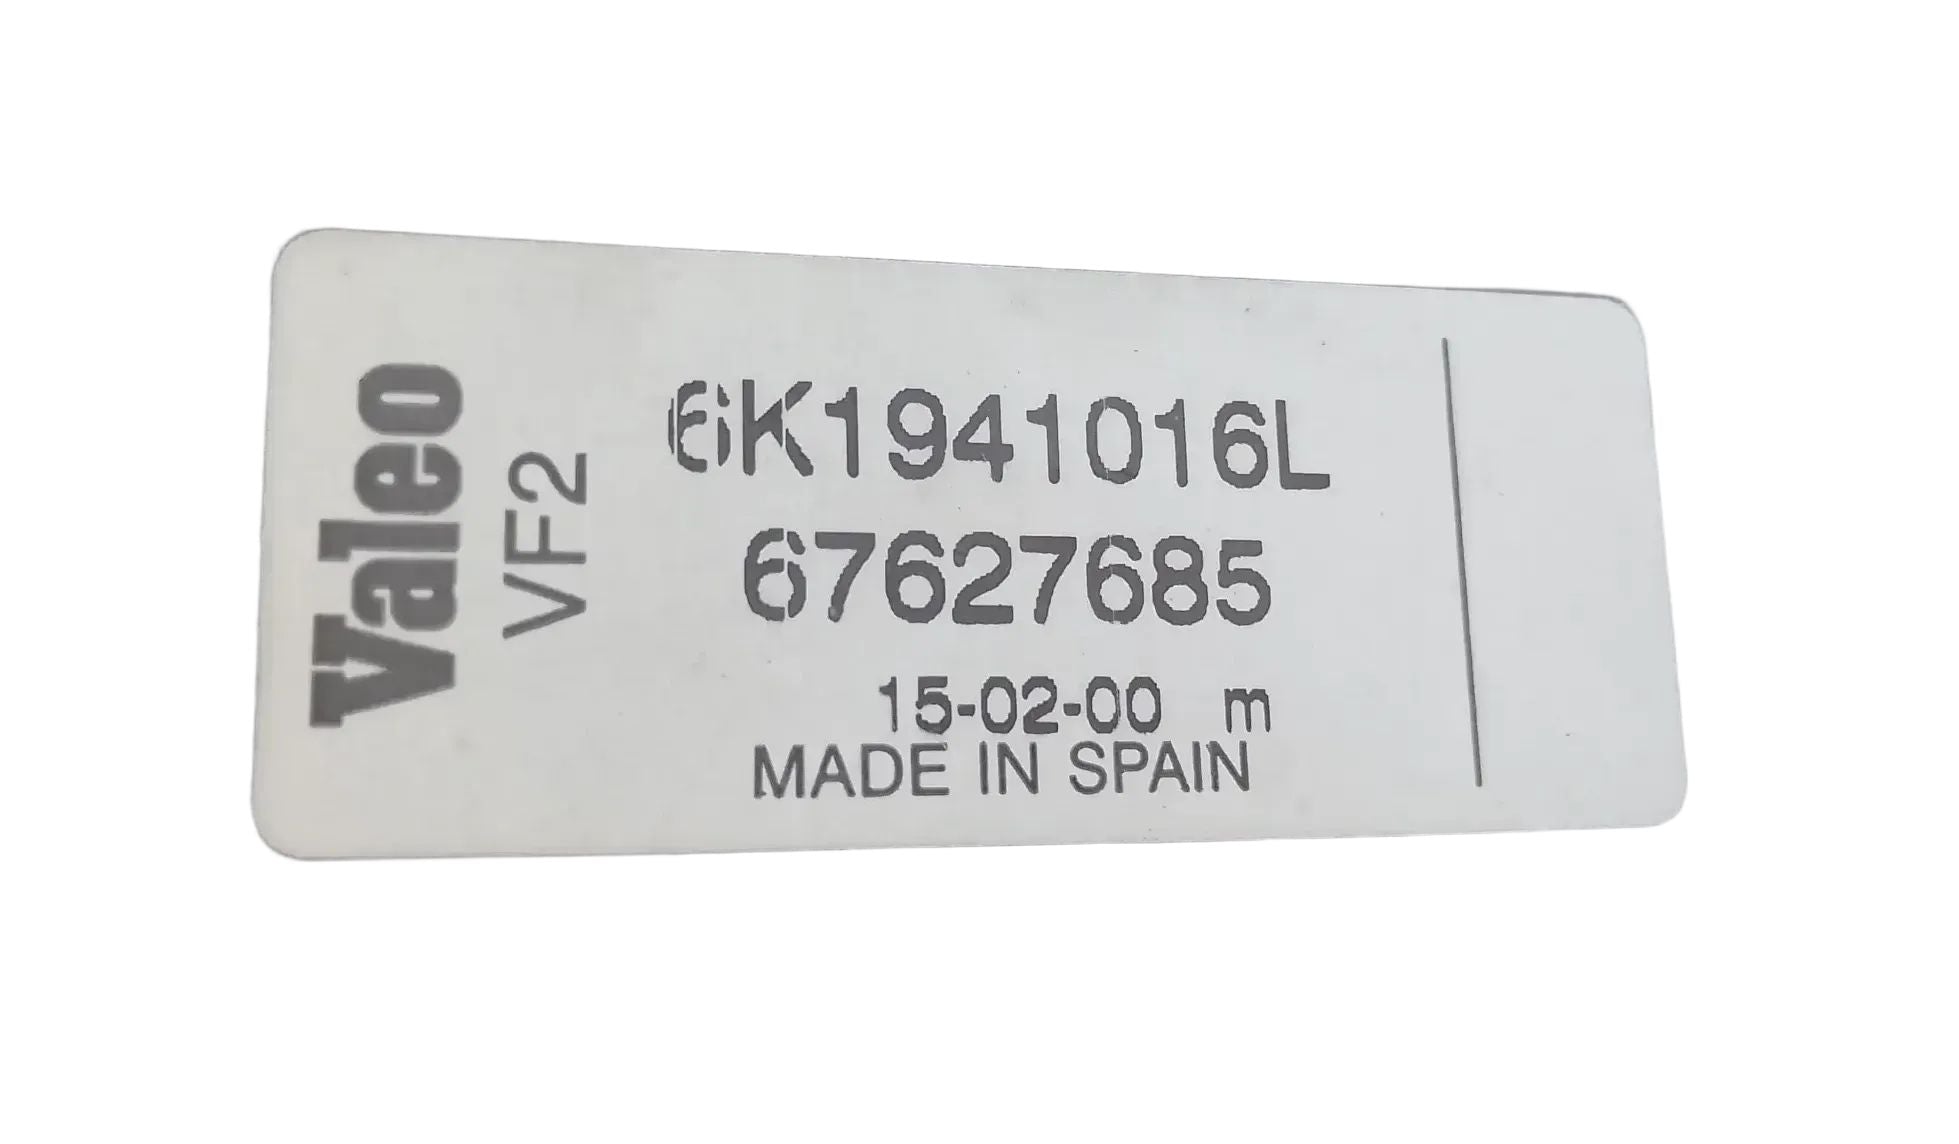 Valeo
VF2
6K1941016L
67627685
15-02-00 m
MADE IN SPAIN